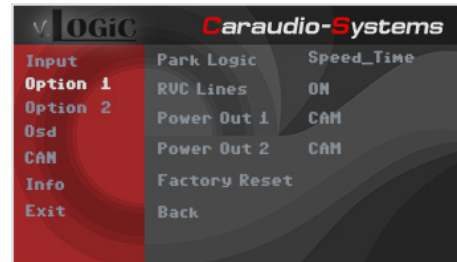 v.LOGiC Caraudio-Systems
Input Park Logic Speed_Time
Option 1 RVC Lines ON
Option 2 Power Out 1 CAM
Osd
CAN Power Out 2 CAM
Info Factory Reset
Exit Back